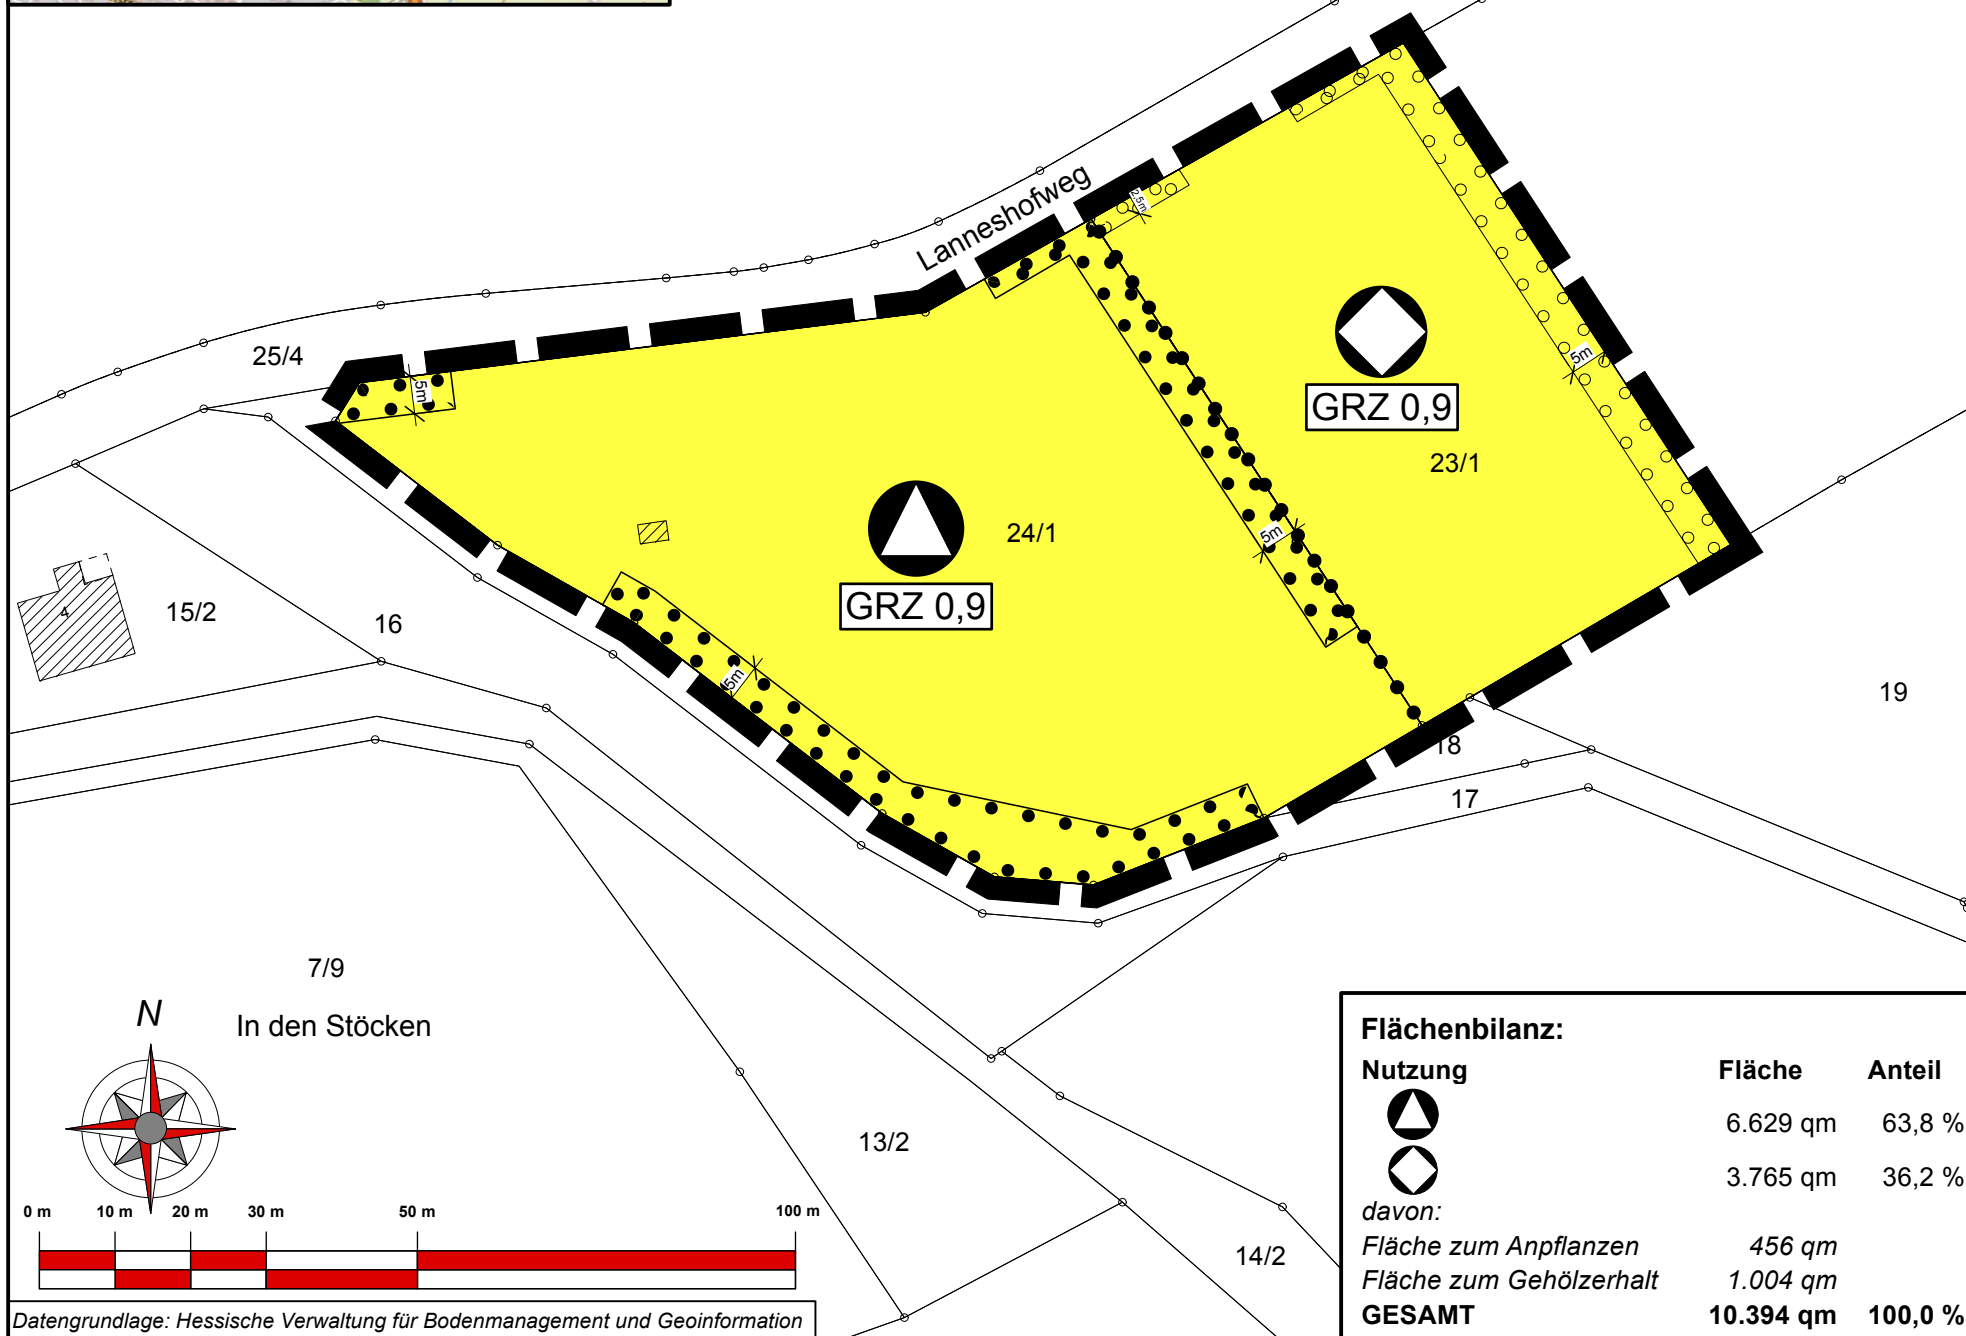 Lanneshofweg
25/4
2,5m
5m
5m
GRZ 0,9
23/1
24/1
5m
GRZ 0,9
4
15/2
16
5m
19
18
17
7/9
In den Stöcken
N
13/2
14/2
0 m 10 m 20 m 30 m 50 m 100 m
Datengrundlage: Hessische Verwaltung für Bodenmanagement und Geoinformation
Flächenbilanz:
Nutzung Fläche Anteil
6.629 qm 63,8 %
3.765 qm 36,2 %
davon:
Fläche zum Anpflanzen 456 qm
Fläche zum Gehölzerhalt 1.004 qm
GESAMT 10.394 qm 100,0 %